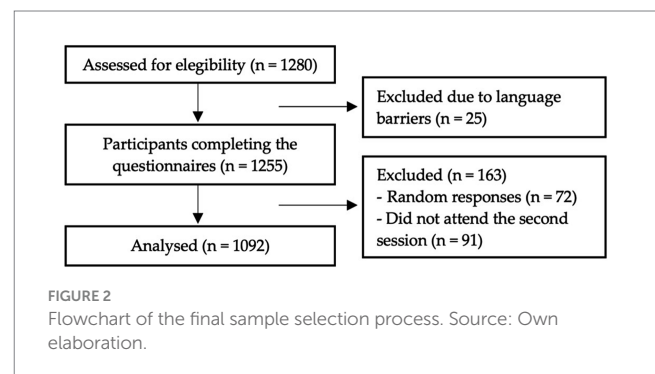 Assessed for elegibility (n = 1280)
Excluded due to language
barriers (n = 25)
Participants completing the
questionnaires (n = 1255)
Excluded (n = 163)
- Random responses (n = 72)
- Did not attend the second
session (n = 91)
Analysed (n = 1092)
FIGURE 2
Flowchart of the final sample selection process. Source: Own
elaboration.